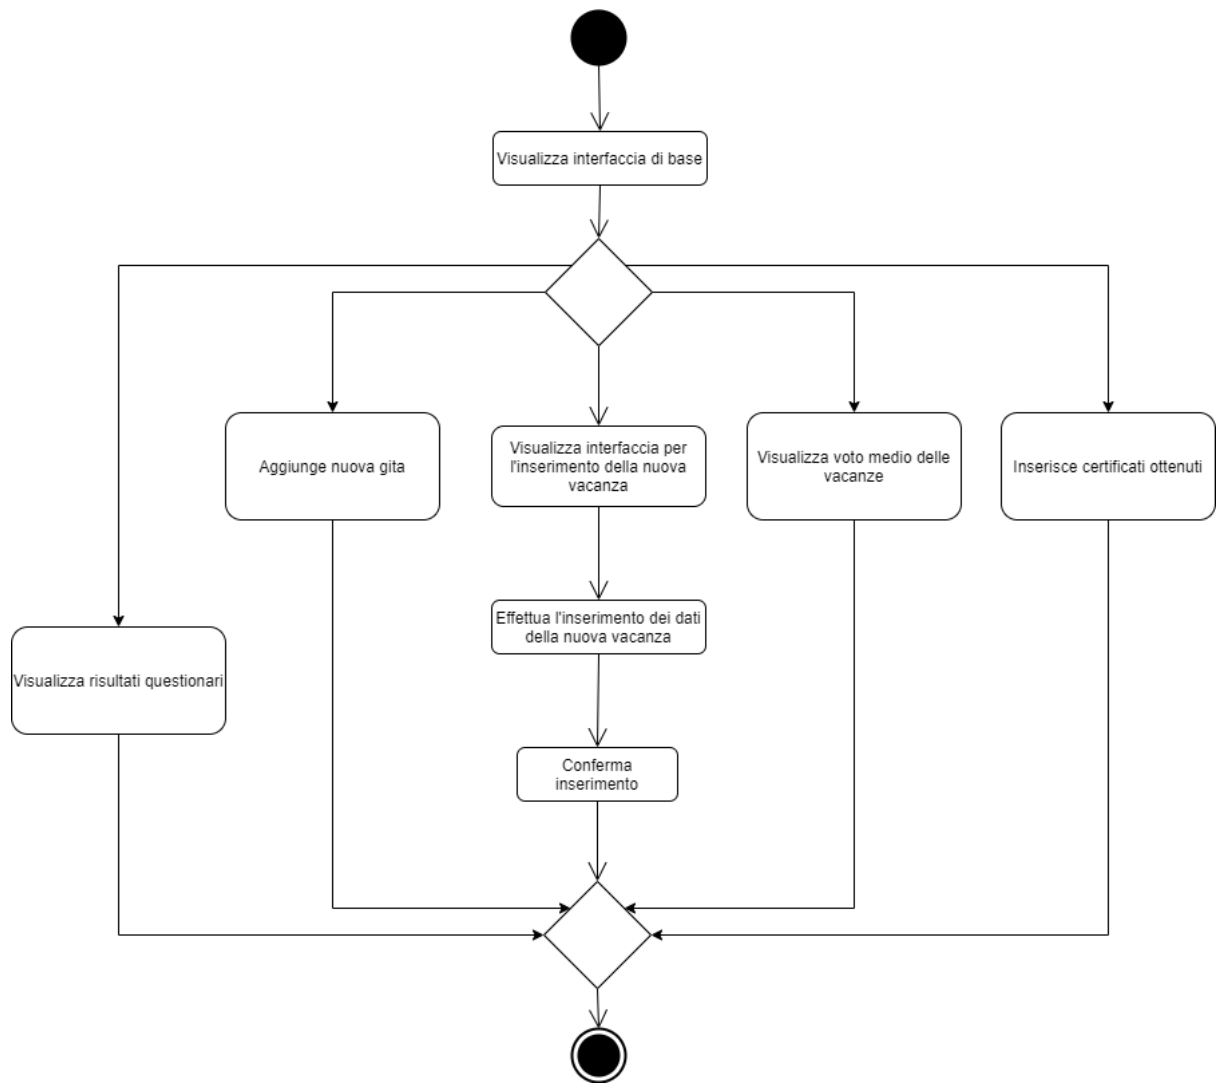 Visualizza interfaccia di base
Aggiunge nuova gita
Visualizza interfaccia per
l'inserimento della nuova
vacanza
Visualizza voto medio delle
vacanze
Inserisce certificati ottenuti
Effettua l'inserimento dei dati
della nuova vacanza
Visualizza risultati questionari
Conferma
inserimento